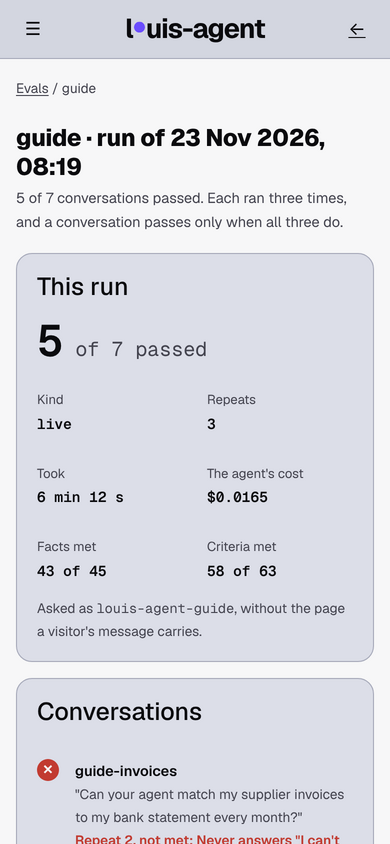 louis-agent
Evals / guide
guide · run of 23 Nov 2026,
08:19
5 of 7 conversations passed. Each ran three times,
and a conversation passes only when all three do.
This run
5 of 7 passed
Kind
live
Repeats
3
Took
6 min 12 s
The agent's cost
$0.0165
Facts met
43 of 45
Criteria met
58 of 63
Asked as louis-agent-guide, without the page
a visitor's message carries.
Conversations
guide-invoices
"Can your agent match my supplier invoices
to my bank statement every month?"
Repeat 2, not met: Never answers "I can't